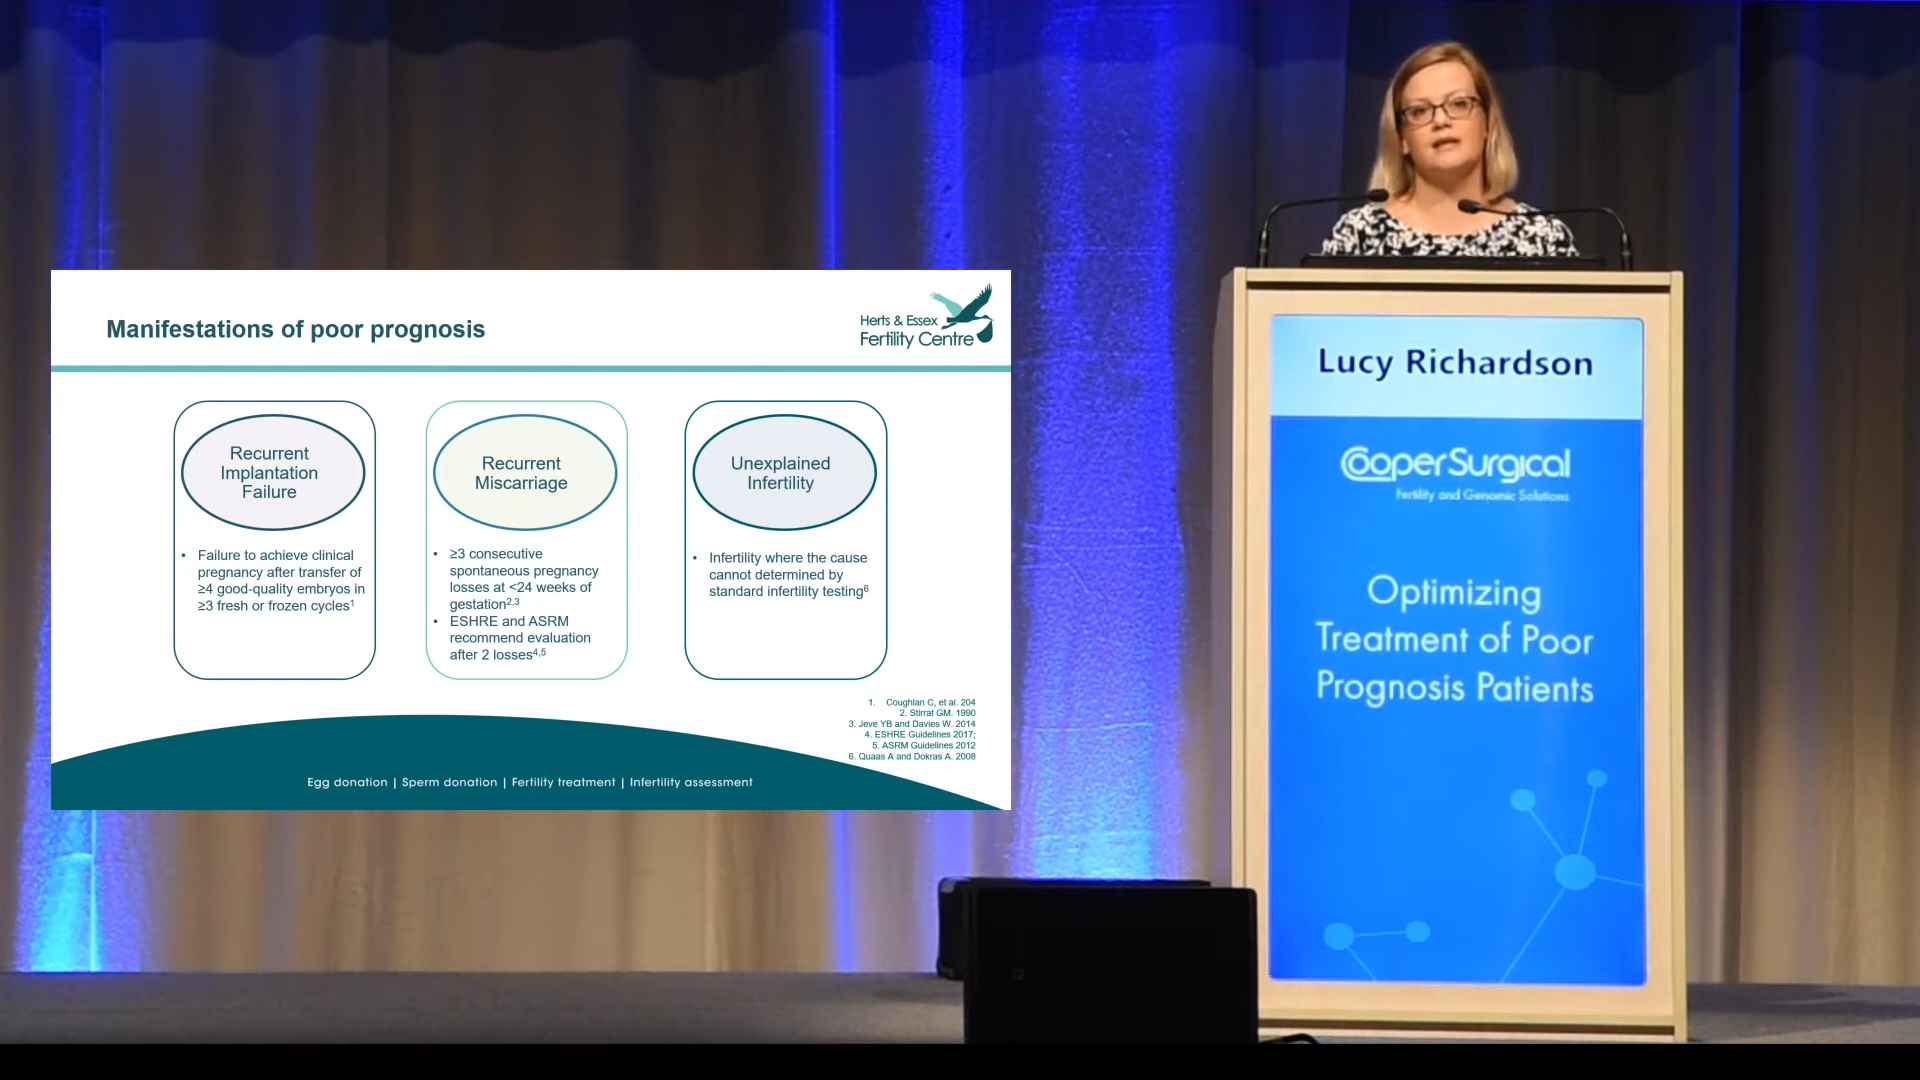 Manifestations of poor prognosis
Herts & Essex
Fertility Centre
Recurrent
Implantation
Failure
• Failure to achieve clinical
pregnancy after transfer of
≥4 good-quality embryos in
≥3 fresh or frozen cycles1
Recurrent
Miscarriage
• ≥3 consecutive
spontaneous pregnancy
losses at <24 weeks of
gestation2,3
• ESHRE and ASRM
recommend evaluation
after 2 losses4,5
Unexplained
Infertility
• Infertility where the cause
cannot determined by
standard infertility testing6
1. Coughlan C, et al. 204
2. Stirrat GM. 1990
3. Jeve YB and Davies W. 2014
4. ESHRE Guidelines 2017;
5. ASRM Guidelines 2012
6. Quaas A and Dokras A. 2008
Egg donation | Sperm donation | Fertility treatment | Infertility assessment
Lucy Richardson
CooperSurgical
Fertility and Genomic Solutions
Optimizing
Treatment of Poor
Prognosis Patients